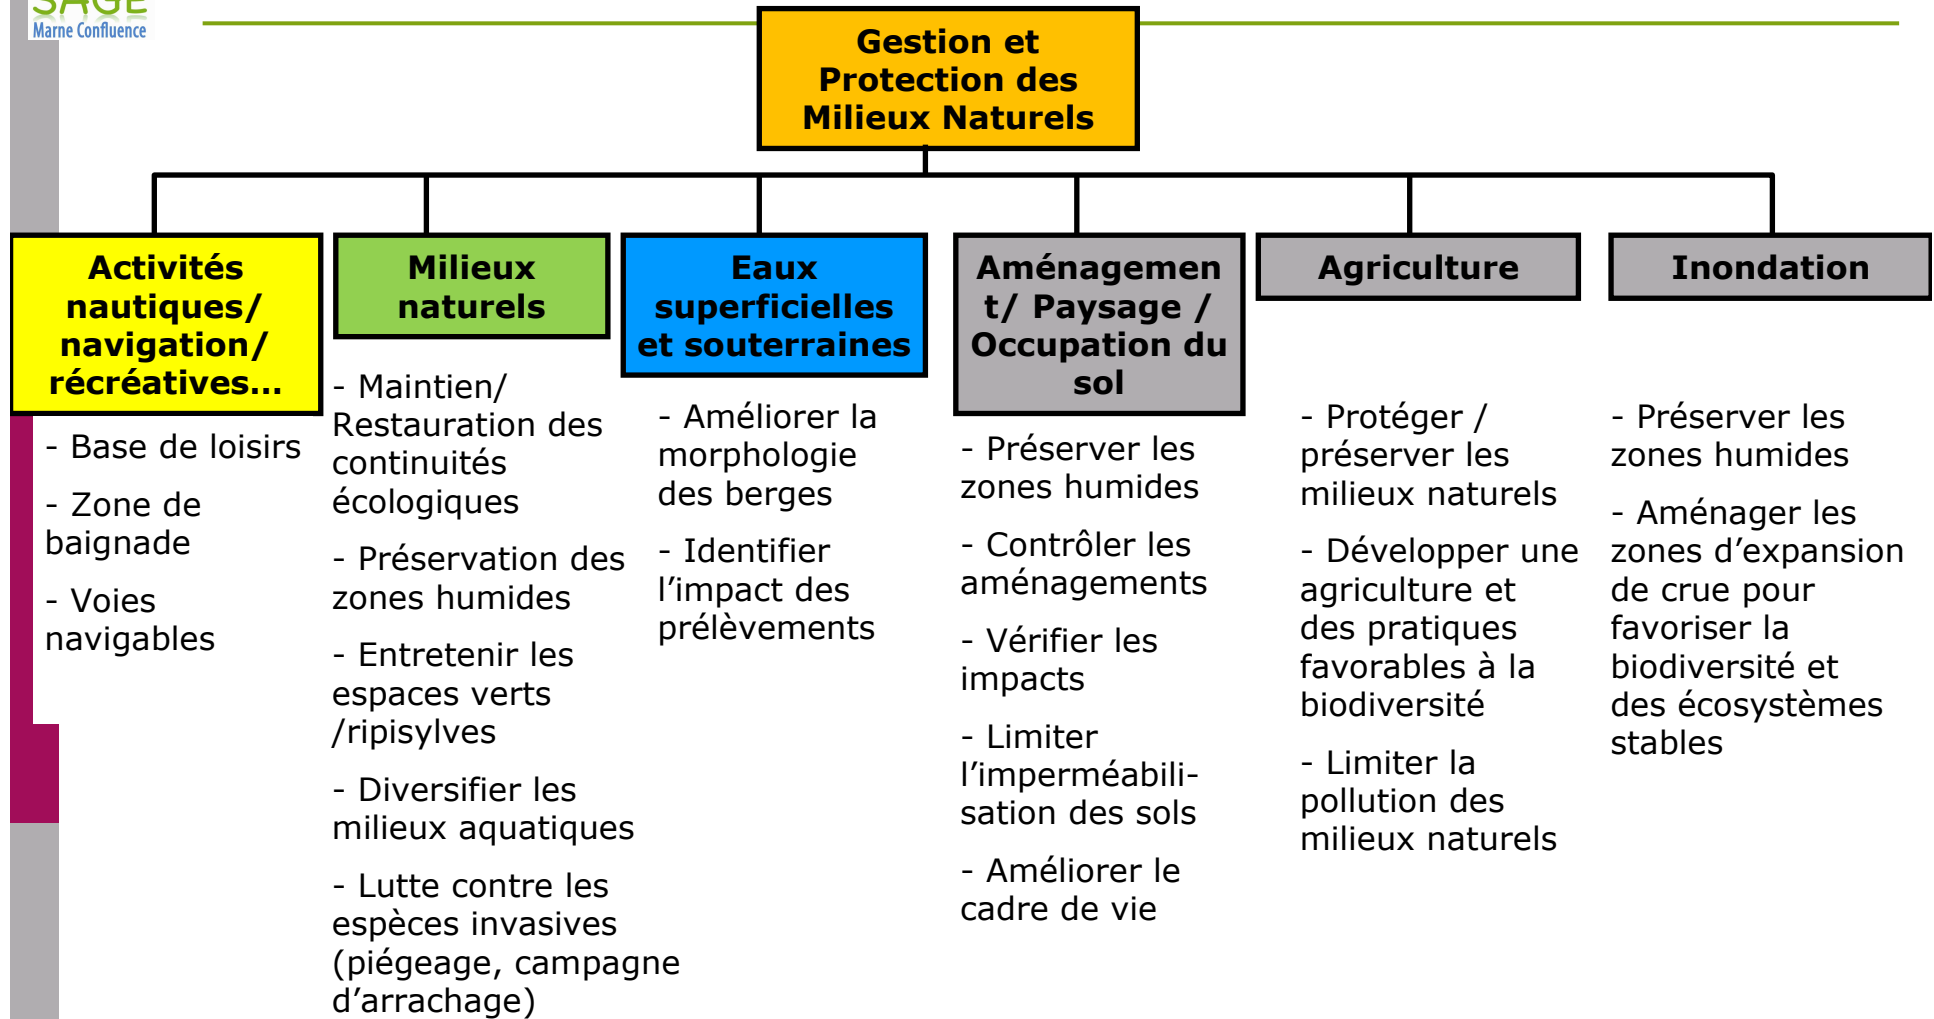 SAGE
Marne Confluence
Gestion et
Protection des
Milieux Naturels
Activités
nautiques/
navigation/
récréatives...
- Base de loisirs
- Zone de
baignade
- Voies
navigables
Milieux
naturels
- Maintien/
Restauration des
continuités
écologiques
- Préservation des
zones humides
- Entretenir les
espaces verts
/ripisylves
- Diversifier les
milieux aquatiques
- Lutte contre les
espèces invasives
(piégeage, campagne
d’arrachage)
Eaux
superficielles
et souterraines
- Améliorer la
morphologie
des berges
- Identifier
l’impact des
prélèvements
Aménagemen
t/ Paysage /
Occupation du
sol
- Préserver les
zones humides
- Contrôler les
aménagements
- Vérifier les
impacts
- Limiter
l’imperméabili-
sation des sols
- Améliorer le
cadre de vie
Agriculture
- Protéger /
préserver les
milieux naturels
- Développer une
agriculture et
des pratiques
favorables à la
biodiversité
- Limiter la
pollution des
milieux naturels
Inondation
- Préserver les
zones humides
- Aménager les
zones d’expansion
de crue pour
favoriser la
biodiversité et
des écosystèmes
stables